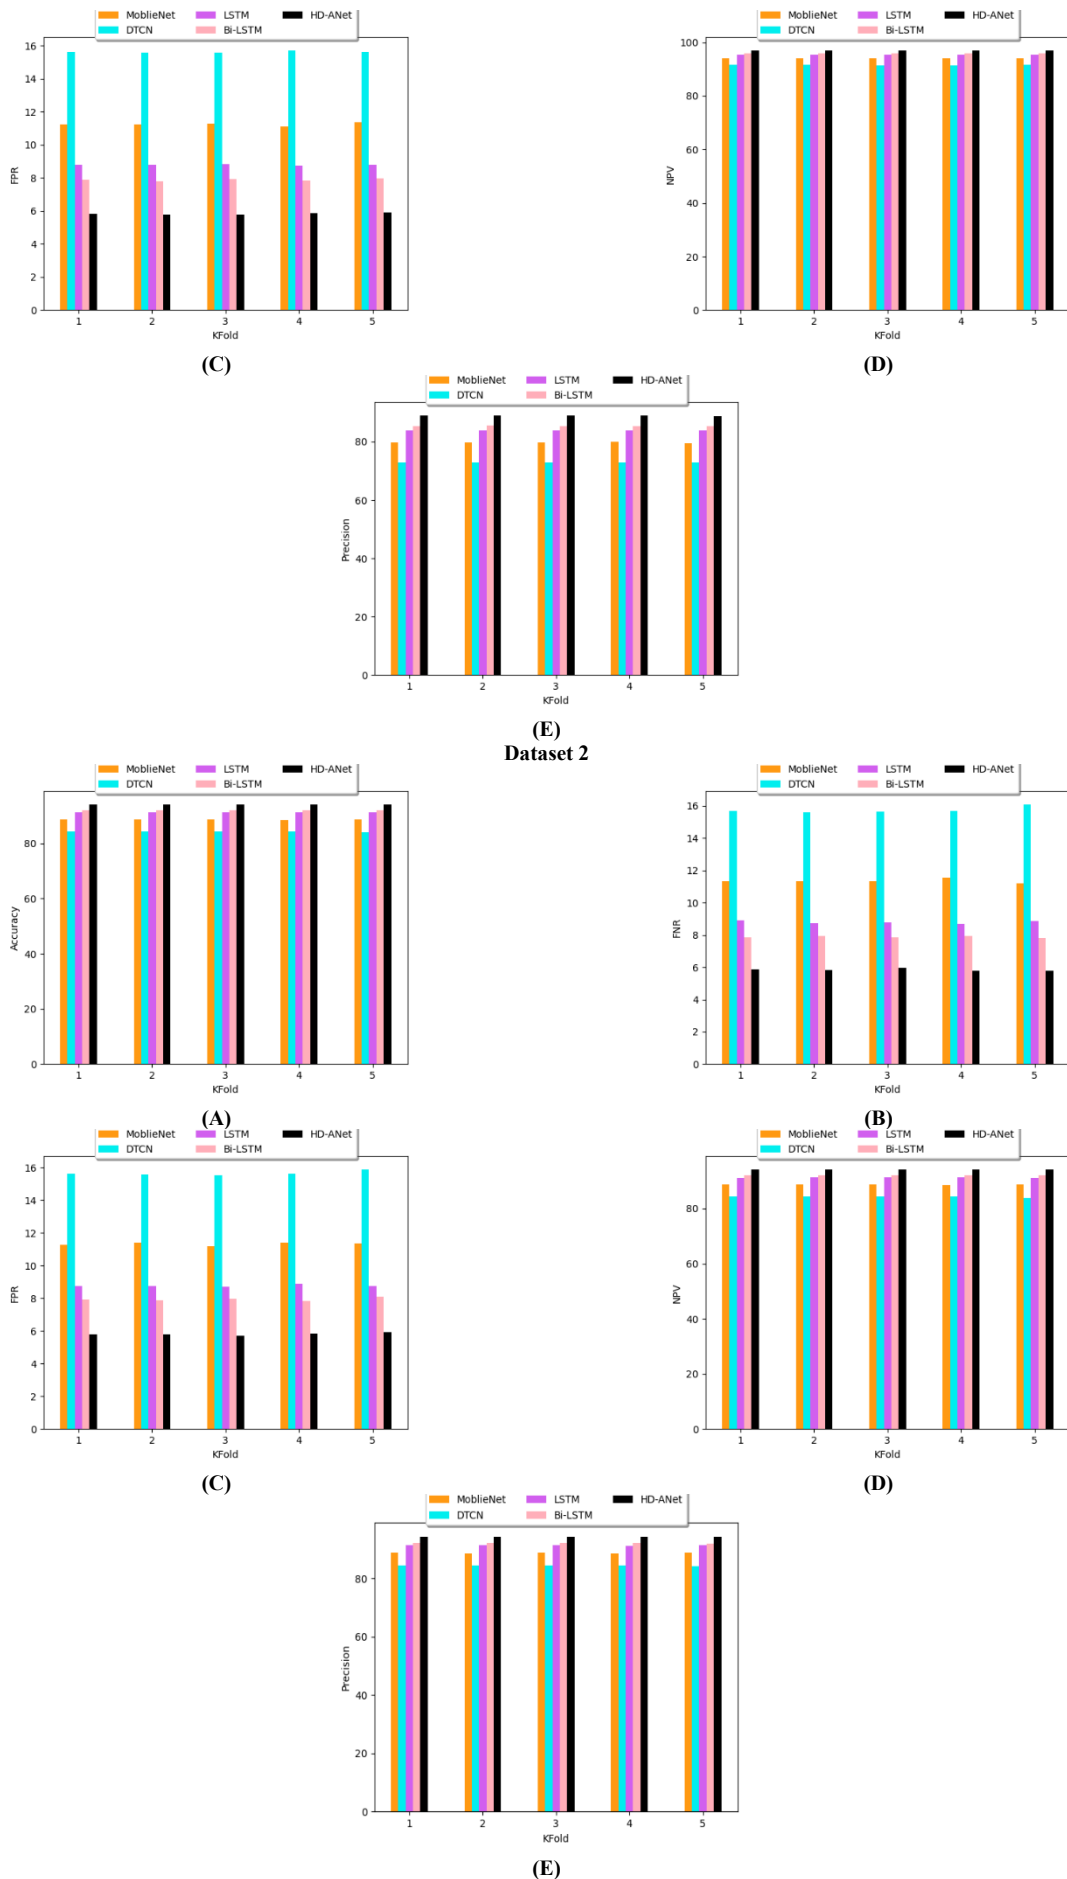 MoblieNet LSTM HD-ANet
DTCN Bi-LSTM
16
14
12
10
8
6
4
2
0
FPR
1 2 3 4 5
KFold
(C)
MoblieNet LSTM HD-ANet
DTCN Bi-LSTM
100
80
60
40
20
0
NPV
1 2 3 4 5
KFold
(D)
MoblieNet LSTM HD-ANet
DTCN Bi-LSTM
80
60
40
20
0
Precision
1 2 3 4 5
KFold
(E)
Dataset 2
MoblieNet LSTM HD-ANet
DTCN Bi-LSTM
80
60
40
20
0
Accuracy
1 2 3 4 5
KFold
(A)
MoblieNet LSTM HD-ANet
DTCN Bi-LSTM
16
14
12
10
8
6
4
2
0
FNR
1 2 3 4 5
KFold
(B)
MoblieNet LSTM HD-ANet
DTCN Bi-LSTM
16
14
12
10
8
6
4
2
0
FPR
1 2 3 4 5
KFold
(C)
MoblieNet LSTM HD-ANet
DTCN Bi-LSTM
80
60
40
20
0
NPV
1 2 3 4 5
KFold
(D)
MoblieNet LSTM HD-ANet
DTCN Bi-LSTM
80
60
40
20
0
Precision
1 2 3 4 5
KFold
(E)